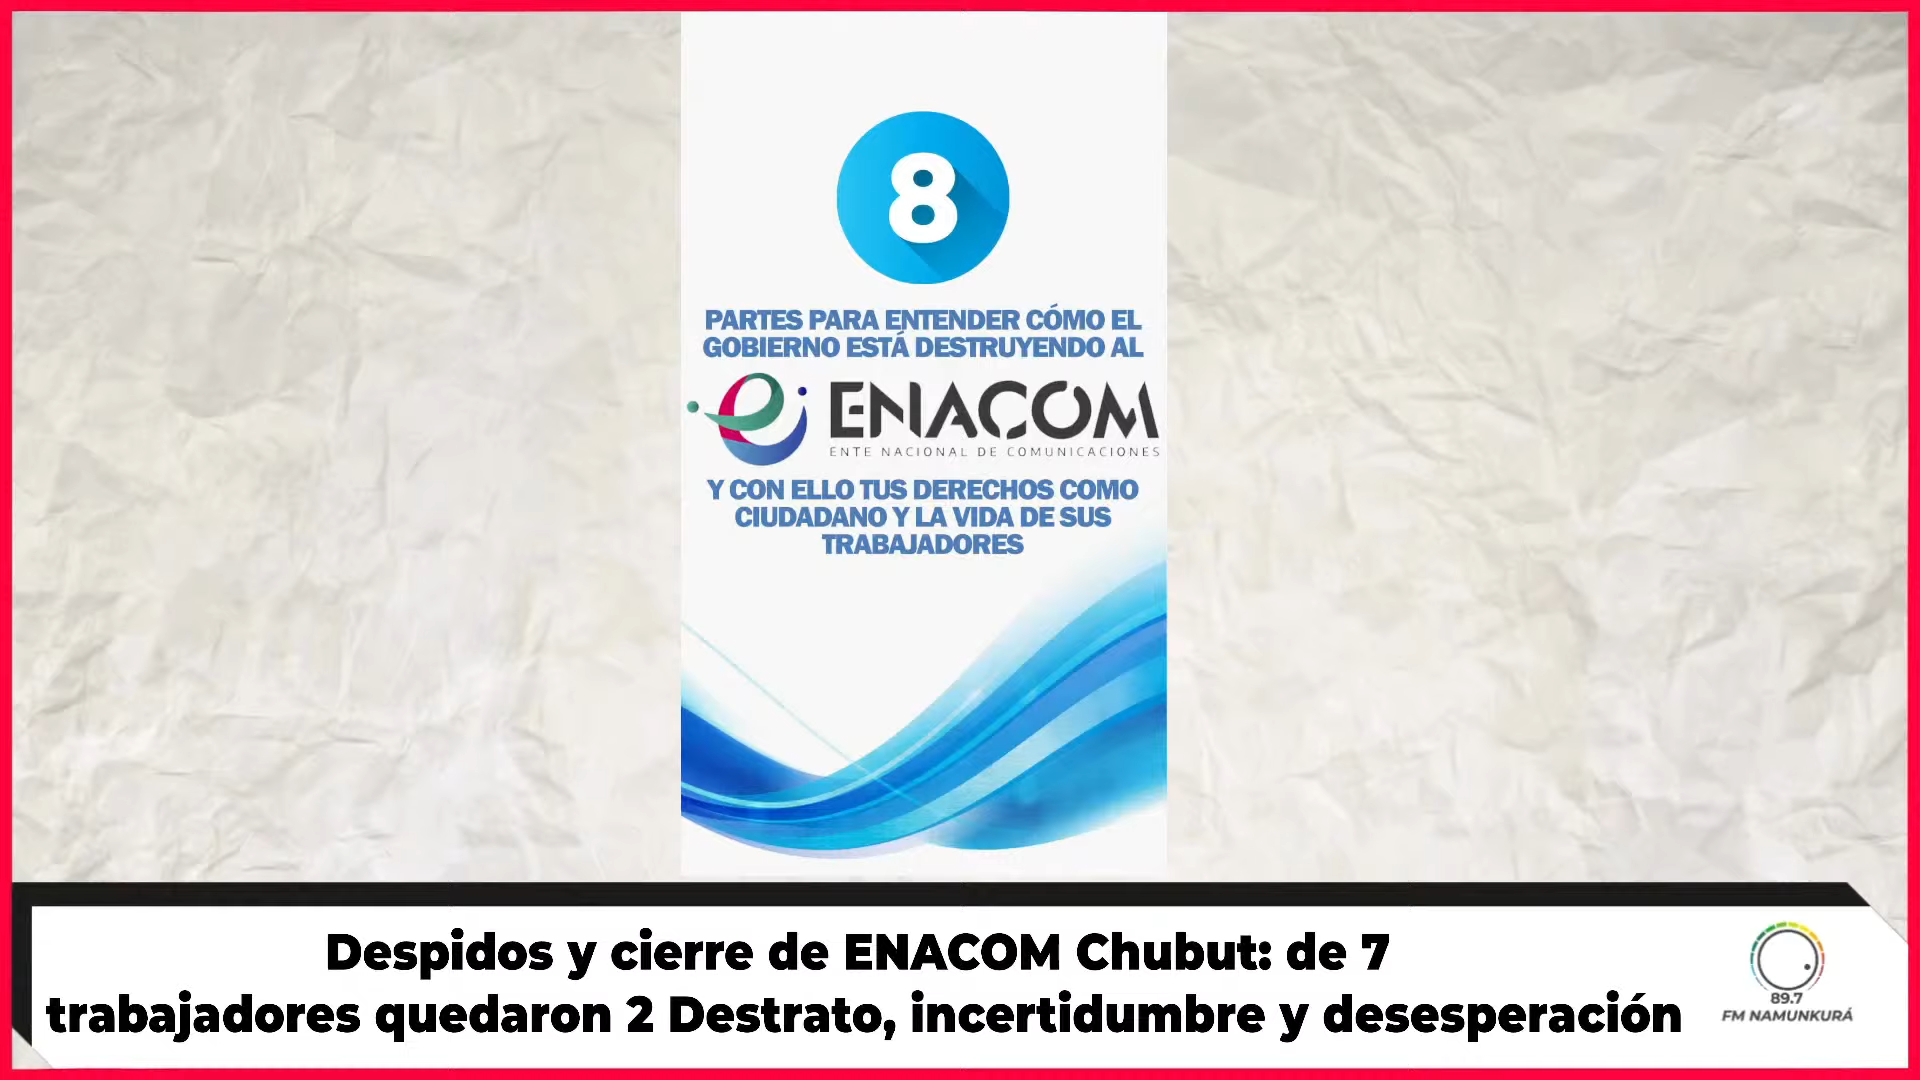 8
PARTES PARA ENTENDER CÓMO EL
GOBIERNO ESTÁ DESTRUYENDO AL
ENACOM
ENTE NACIONAL DE COMUNICACIONES
Y CON ELLO TUS DERECHOS COMO
CIUDADANO Y LA VIDA DE SUS
TRABAJADORES
Despidos y cierre de ENACOM Chubut: de 7
trabajadores quedaron 2 Destrato, incertidumbre y desesperación
89.7
FM NAMUNKURÁ